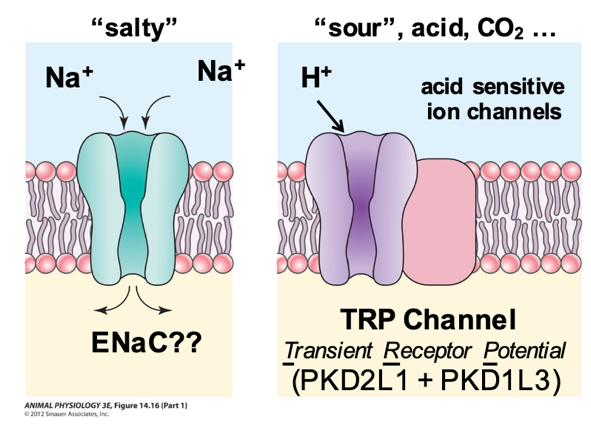 “salty”
Na⁺
Na⁺
ENaC??
“sour”, acid, CO₂ …
H⁺
acid sensitive
ion channels
TRP Channel
Transient Receptor Potential
(PKD2L1 + PKD1L3)
ANIMAL PHYSIOLOGY 3E, Figure 14.16 (Part 1)
© 2012 Sinauer Associates, Inc.